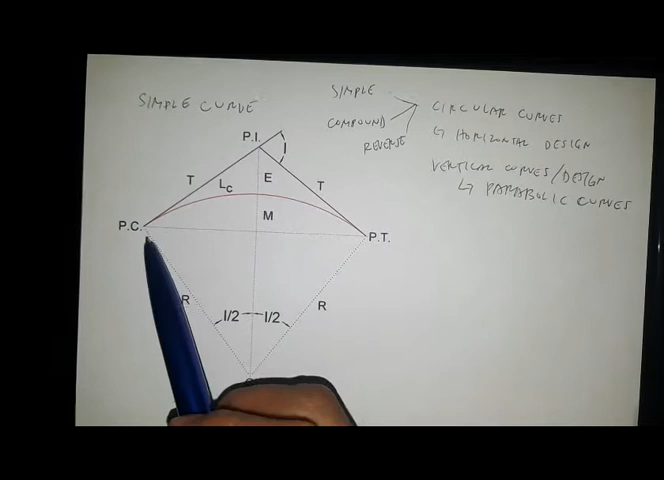 SIMPLE CURVE
SIMPLE
COMPOUND
REVERSE
CIRCULAR CURVES
↳ HORIZONTAL DESIGN
VERTICAL CURVES/DESIGN
↳ PARABOLIC CURVES
P.I.
I
T
Lc
E
T
M
P.C.
P.T.
R
R
I/2
I/2